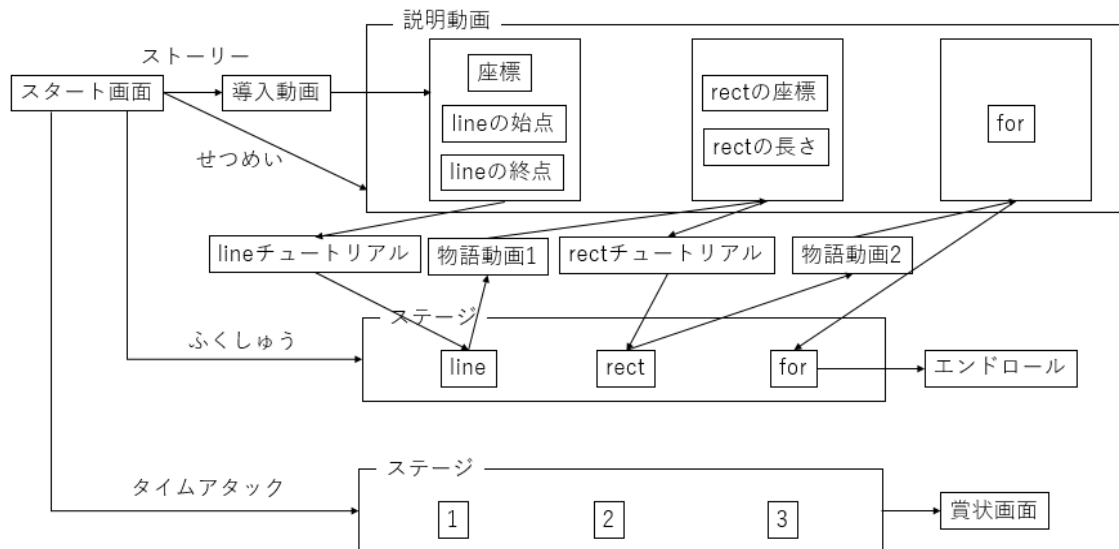 説明動画
ストーリー
スタート画面
導入動画
座標
lineの始点
lineの終点
rectの座標
rectの長さ
for
せつめい
lineチュートリアル
物語動画1
rectチュートリアル
物語動画2
ステージ
ふくしゅう
line
rect
for
エンドロール
ステージ
タイムアタック
1
2
3
賞状画面